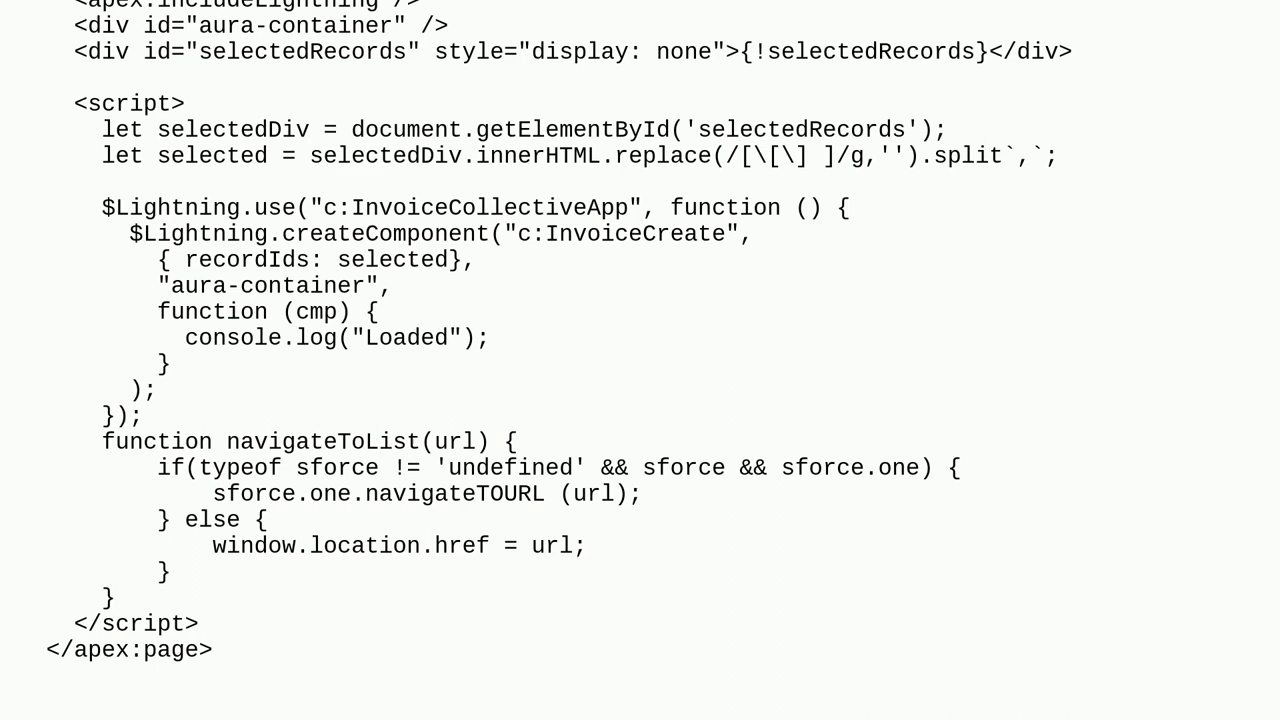 <apex:includeLightning />
<div id="aura-container" />
<div id="selectedRecords" style="display: none">{!selectedRecords}</div>
<script>
let selectedDiv = document.getElementById('selectedRecords');
let selected = selectedDiv.innerHTML.replace(/[\[\] ]/g,'').split`,`;
$Lightning.use("c:InvoiceCollectiveApp", function () {
$Lightning.createComponent("c:InvoiceCreate",
{ recordIds: selected},
"aura-container",
function (cmp) {
console.log("Loaded");
}
);
});
function navigateToList(url) {
if(typeof sforce != 'undefined' && sforce && sforce.one) {
sforce.one.navigateTOURL (url);
} else {
window.location.href = url;
}
}
</script>
</apex:page>